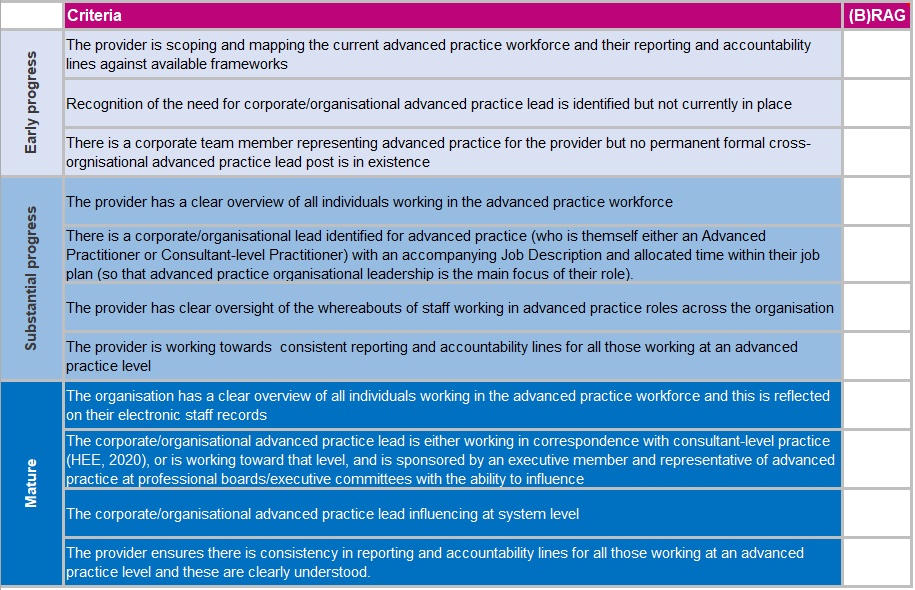 Criteria
(B)RAG
Early progress
The provider is scoping and mapping the current advanced practice workforce and their reporting and accountability
lines against available frameworks
Recognition of the need for corporate/organisational advanced practice lead is identified but not currently in place
There is a corporate team member representing advanced practice for the provider but no permanent formal cross-
orgnisational advanced practice lead post is in existence
Substantial progress
The provider has a clear overview of all individuals working in the advanced practice workforce
There is a corporate/organisational lead identified for advanced practice (who is themself either an Advanced
Practitioner or Consultant-level Practitioner) with an accompanying Job Description and allocated time within their job
plan (so that advanced practice organisational leadership is the main focus of their role).
The provider has clear oversight of the whereabouts of staff working in advanced practice roles across the organisation
The provider is working towards  consistent reporting and accountability lines for all those working at an advanced
practice level
Mature
The organisation has a clear overview of all individuals working in the advanced practice workforce and this is reflected
on their electronic staff records
The corporate/organisational advanced practice lead is either working in correspondence with consultant-level practice
(HEE, 2020), or is working toward that level, and is sponsored by an executive member and representative of advanced
practice at professional boards/executive committees with the ability to influence
The corporate/organisational advanced practice lead influencing at system level
The provider ensures there is consistency in reporting and accountability lines for all those working at an advanced
practice level and these are clearly understood.